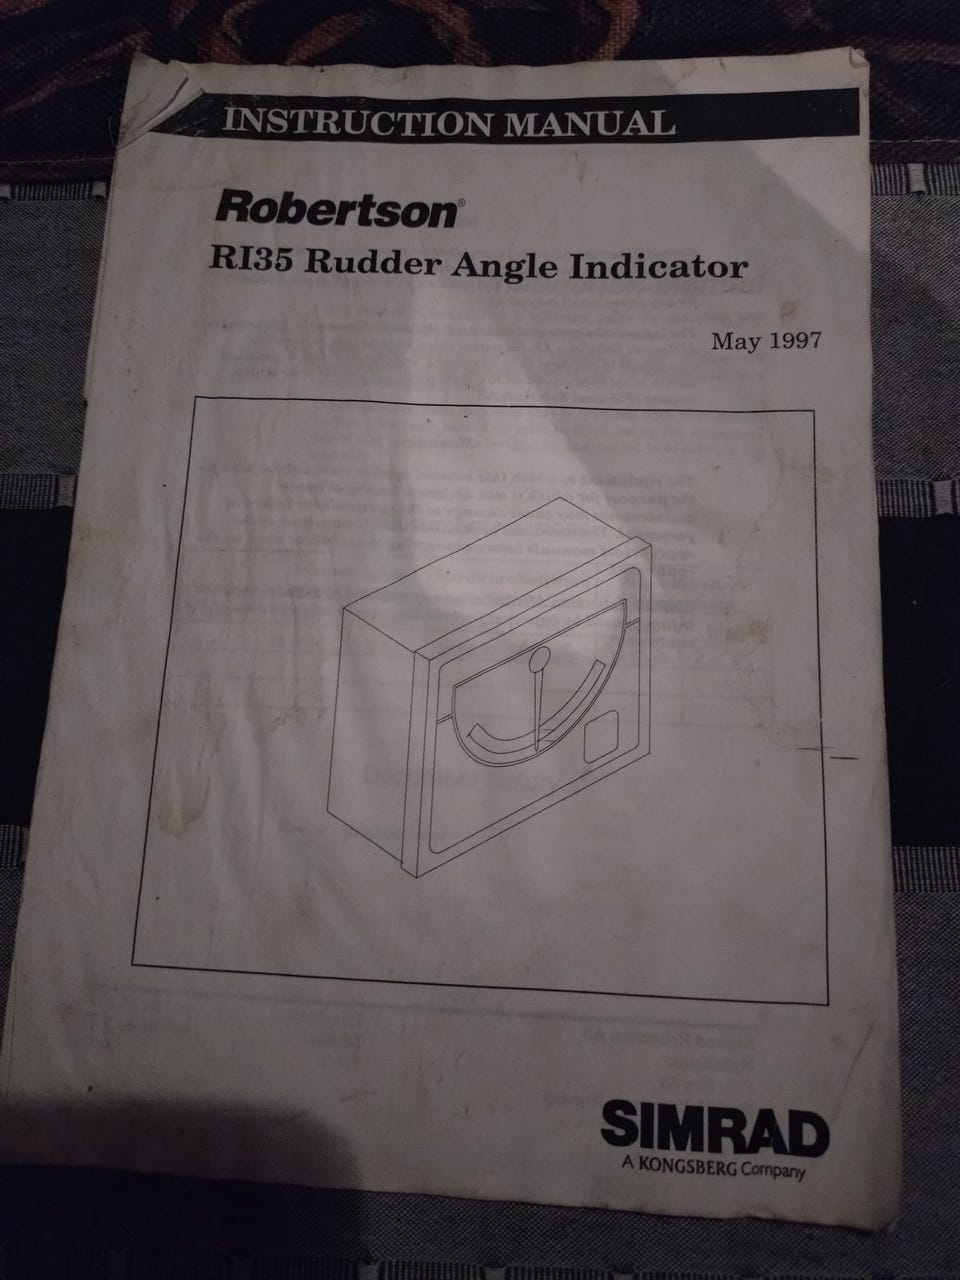 INSTRUCTION MANUAL
Robertson®
RI35 Rudder Angle Indicator
May 1997
SIMRAD
A KONGSBERG Company